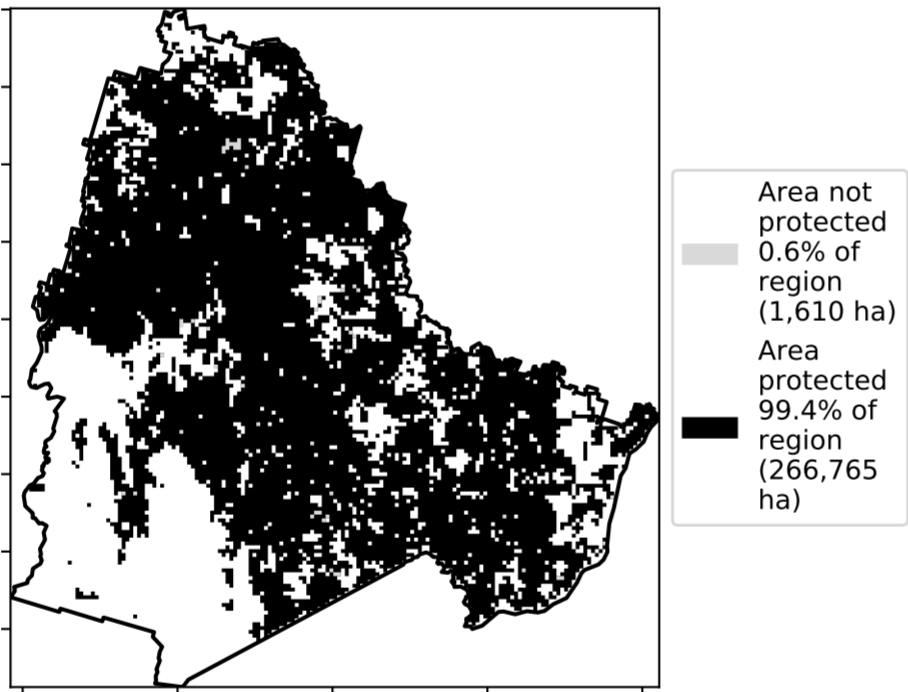 Area not
protected
0.6% of
region
(1,610 ha)
Area
protected
99.4% of
region
(266,765
ha)